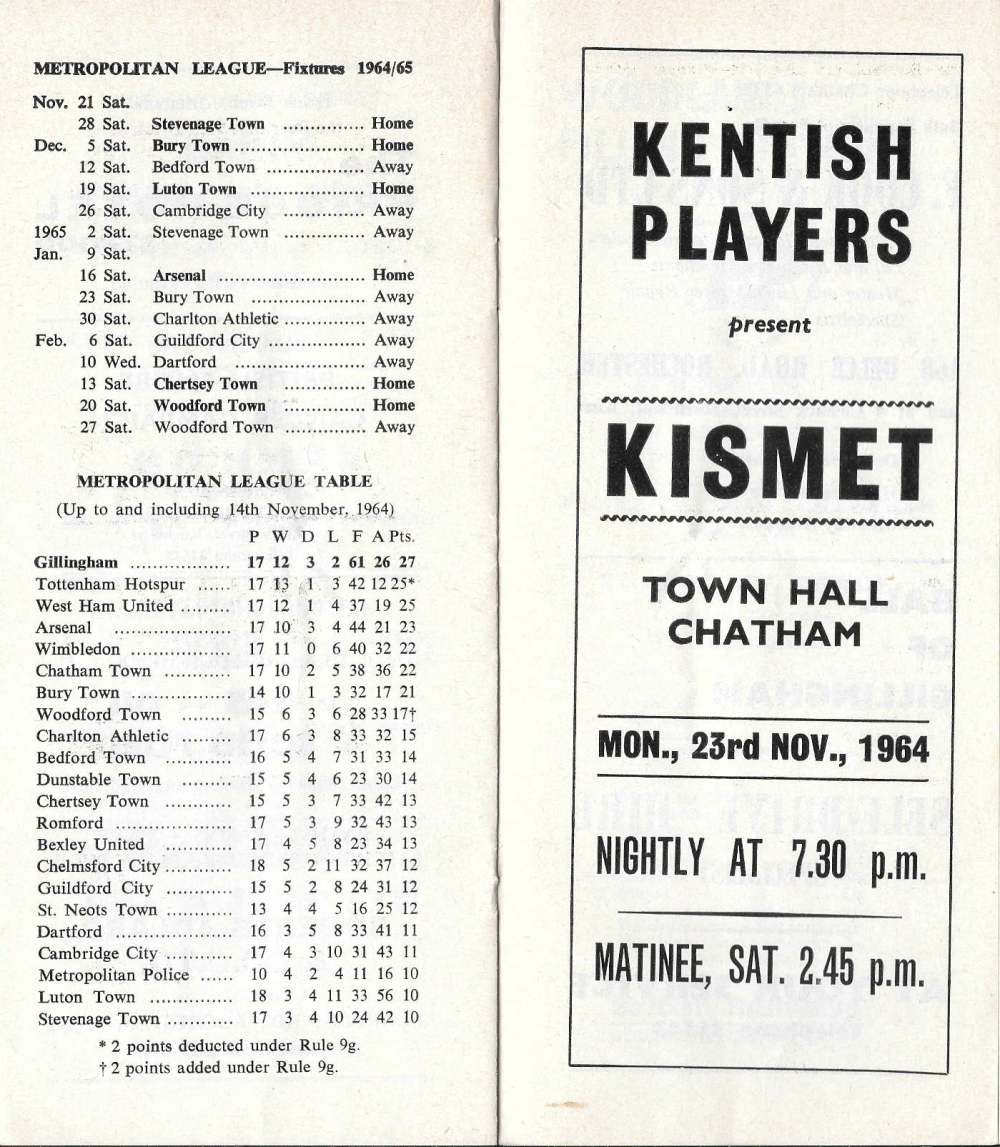 METROPOLITAN LEAGUE—Fixtures 1964/65
Nov. 21 Sat.
28 Sat. Stevenage Town ............... Home
Dec. 5 Sat. Bury Town ....................... Home
12 Sat. Bedford Town ................. Away
19 Sat. Luton Town ................... Home
26 Sat. Cambridge City .............. Away
1965 2 Sat. Stevenage Town ............... Away
Jan. 9 Sat.
16 Sat. Arsenal ......................... Home
23 Sat. Bury Town .................... Away
30 Sat. Charlton Athletic .............. Away
Feb. 6 Sat. Guildford City ................ Away
10 Wed. Dartford ....................... Away
13 Sat. Chertsey Town ................ Home
20 Sat. Woodford Town .............. Home
27 Sat. Woodford Town ............... Away
METROPOLITAN LEAGUE TABLE
(Up to and including 14th November, 1964)
P W D L F A Pts.
Gillingham .................. 17 12 3 2 61 26 27
Tottenham Hotspur ...... 17 13 1 3 42 12 25*
West Ham United ......... 17 12 1 4 37 19 25
Arsenal ..................... 17 10 3 4 44 21 23
Wimbledon .................. 17 11 0 6 40 32 22
Chatham Town ............ 17 10 2 5 38 36 22
Bury Town .................. 14 10 1 3 32 17 21
Woodford Town ......... 15 6 3 6 28 33 17†
Charlton Athletic ......... 17 6 3 8 33 32 15
Bedford Town ............ 16 5 4 7 31 33 14
Dunstable Town ......... 15 5 4 6 23 30 14
Chertsey Town ............ 15 5 3 7 33 42 13
Romford ..................... 17 5 3 9 32 43 13
Bexley United ............... 17 4 5 8 23 34 13
Chelmsford City ............ 18 5 2 11 32 37 12
Guildford City ............ 15 5 2 8 24 31 12
St. Neots Town ............ 13 4 4 5 16 25 12
Dartford ..................... 16 3 5 8 33 41 11
Cambridge City ............ 17 4 3 10 31 43 11
Metropolitan Police ...... 10 4 2 4 11 16 10
Luton Town ............... 18 3 4 11 33 56 10
Stevenage Town ............ 17 3 4 10 24 42 10
* 2 points deducted under Rule 9g.
† 2 points added under Rule 9g.
KENTISH
PLAYERS
present
KISMET
TOWN HALL
CHATHAM
MON., 23rd NOV., 1964
NIGHTLY AT 7.30 p.m.
MATINEE, SAT. 2.45 p.m.